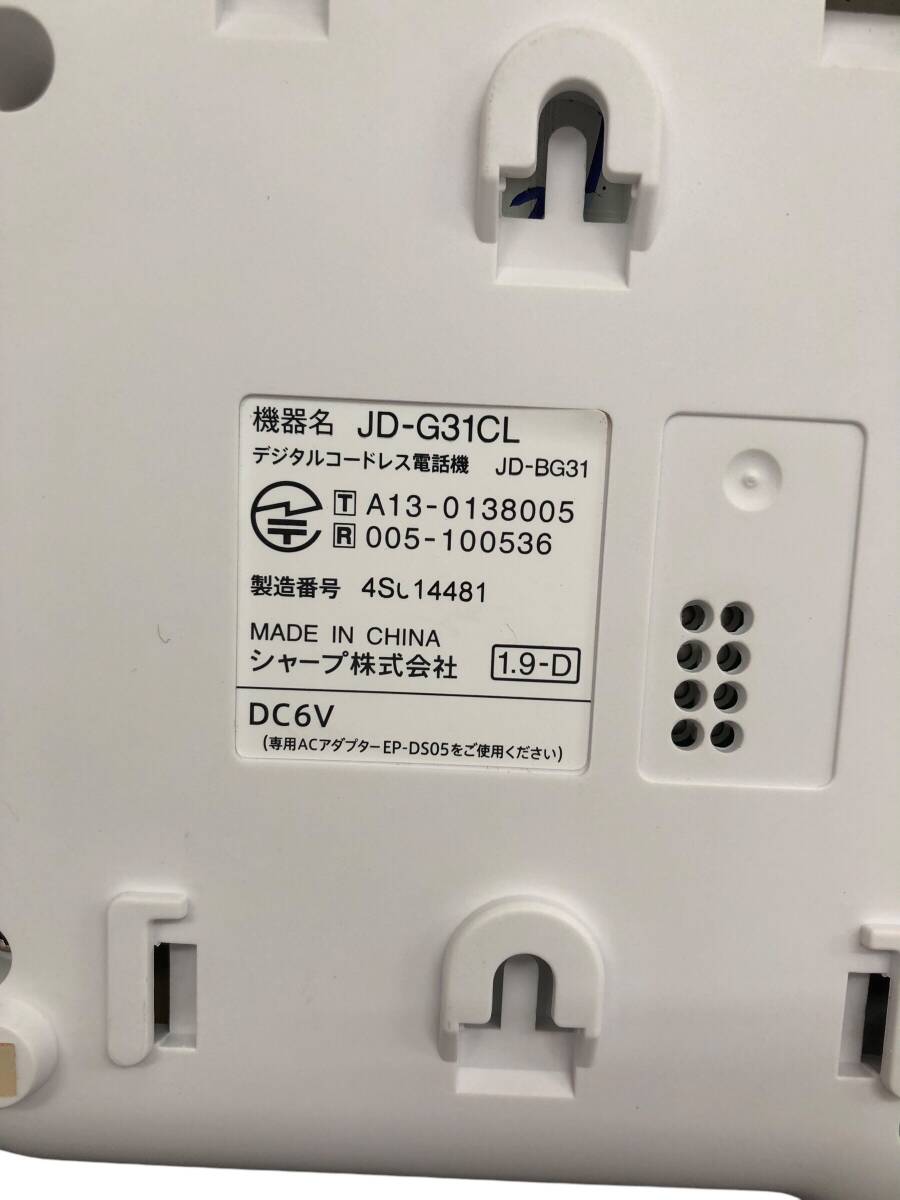 機器名 JD-G31CL
デジタルコードレス電話機 JD-BG31
T A13-0138005
R 005-100536
製造番号 4SL14481
MADE IN CHINA
シャープ株式会社 1.9-D
DC6V
(専用ACアダプターEP-DS05をご使用ください)